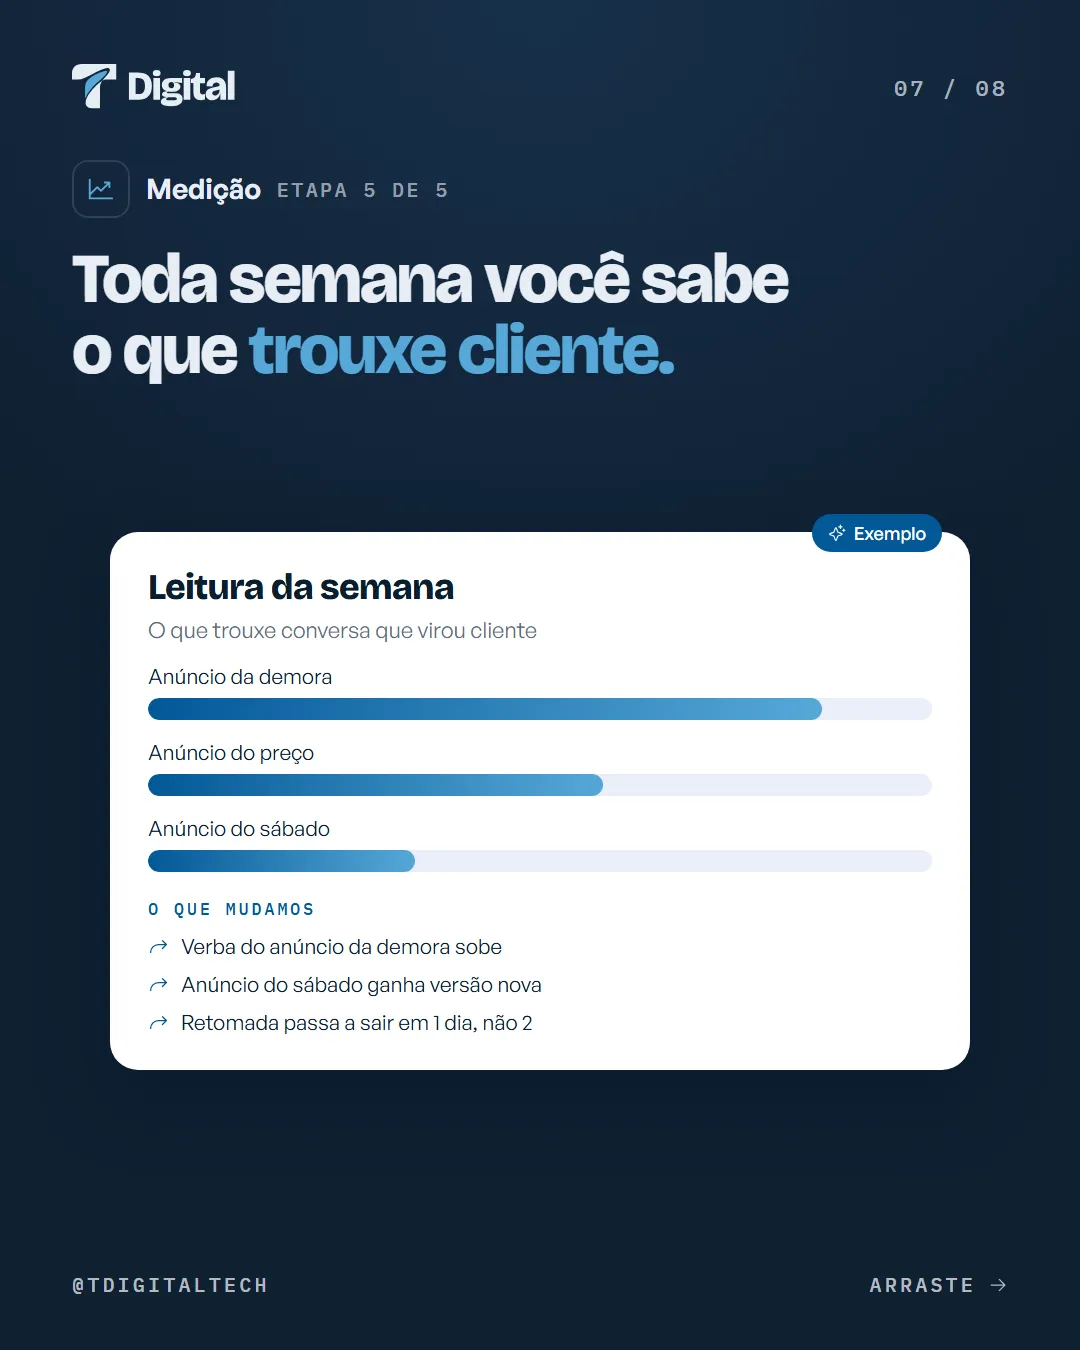 Digital
07 / 08
Medição ETAPA 5 DE 5
Toda semana você sabe
o que trouxe cliente.
Exemplo
Leitura da semana
O que trouxe conversa que virou cliente
Anúncio da demora
Anúncio do preço
Anúncio do sábado
O QUE MUDAMOS
Verba do anúncio da demora sobe
Anúncio do sábado ganha versão nova
Retomada passa a sair em 1 dia, não 2
@TDIGITALTECH
ARRASTE →